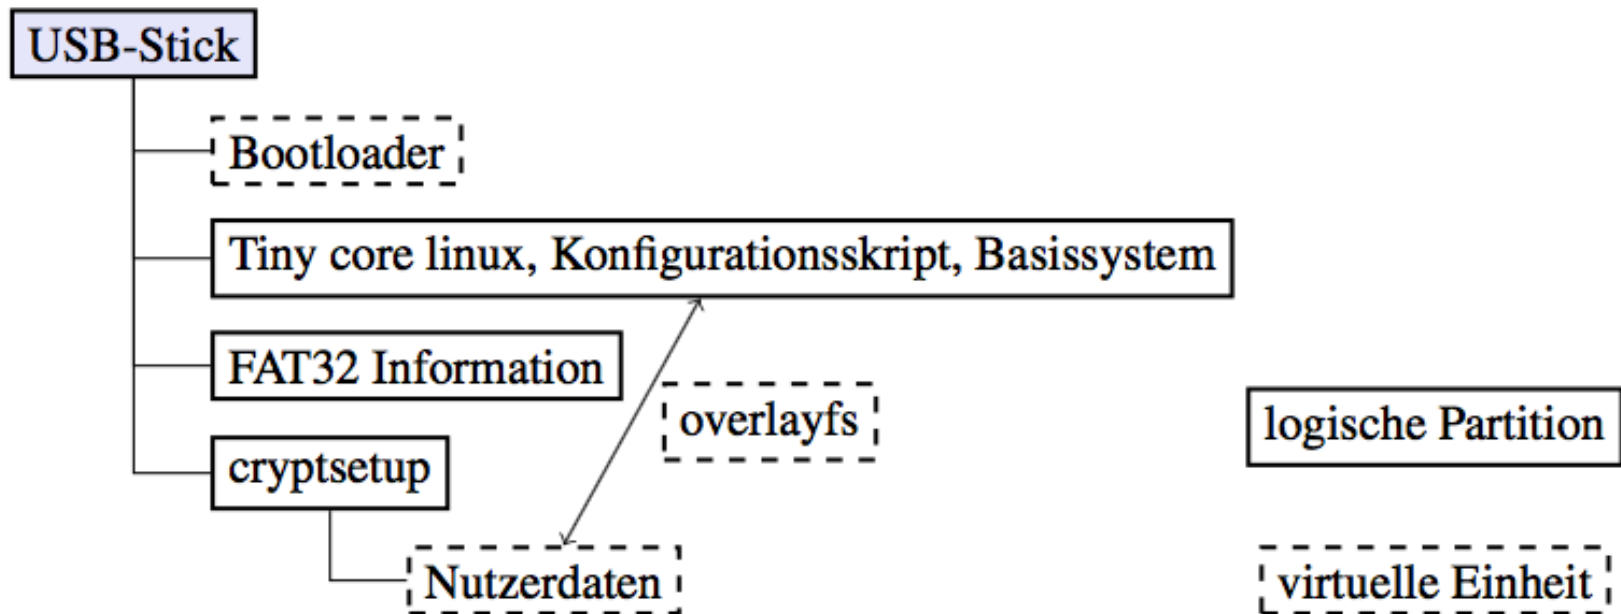 USB-Stick
Bootloader
Tiny core linux, Konfigurationsskript, Basissystem
FAT32 Information
overlayfs
logische Partition
cryptsetup
Nutzerdaten
virtuelle Einheit